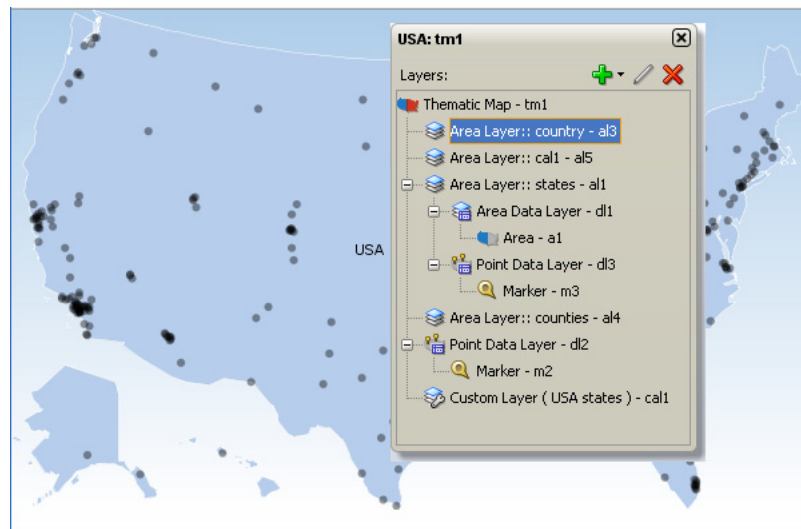 USA: tm1
Layers:
Thematic Map - tm1
Area Layer:: country - al3
Area Layer:: cal1 - al5
Area Layer:: states - al1
Area Data Layer - dl1
Area - a1
Point Data Layer - dl3
Marker - m3
Area Layer:: counties - al4
Point Data Layer - dl2
Marker - m2
Custom Layer ( USA states ) - cal1
USA